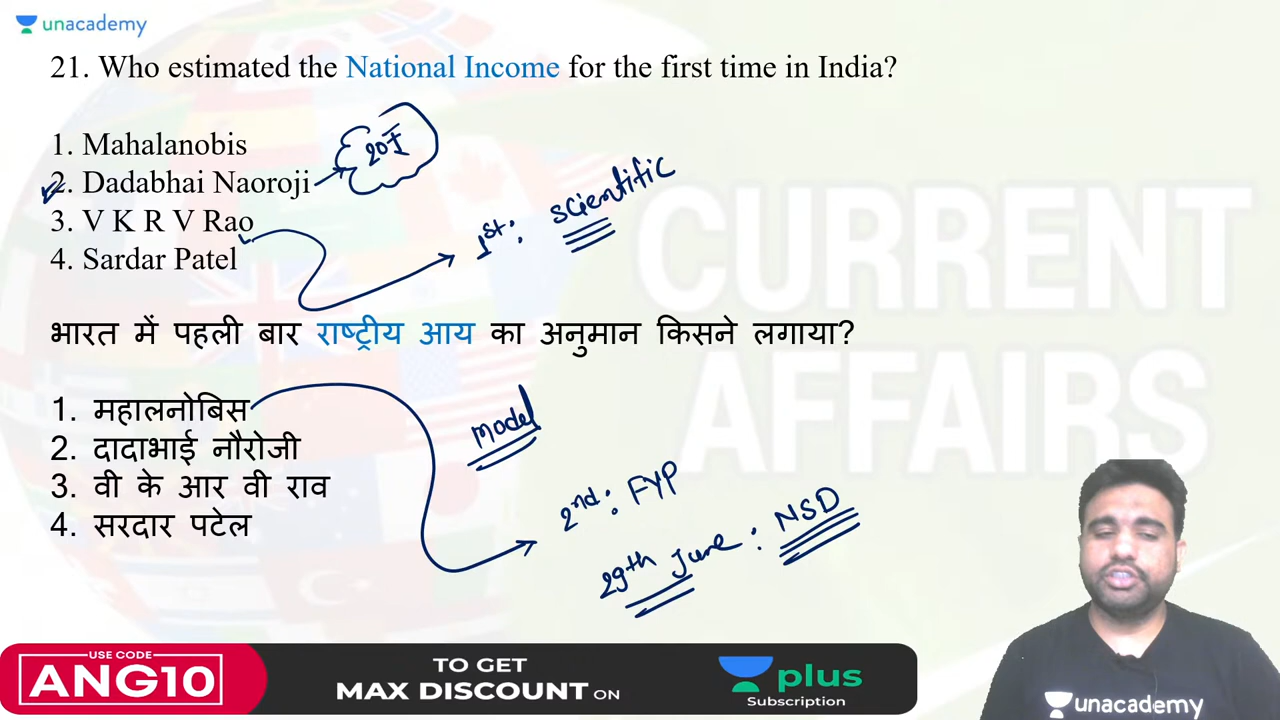 unacademy
21. Who estimated the National Income for the first time in India?
1. Mahalanobis
2. Dadabhai Naoroji
20₹
3. V K R V Rao
1st: scientific
4. Sardar Patel
CURRENT
AFFAIRS
भारत में पहली बार राष्ट्रीय आय का अनुमान किसने लगाया?
1. महालनोबिस
2. दादाभाई नौरोजी
3. वी के आर वी राव
4. सरदार पटेल
model
2nd: FYP
29th June: NSD
USE CODE
ANG10
TO GET
MAX DISCOUNT ON
plus
Subscription
unacademy